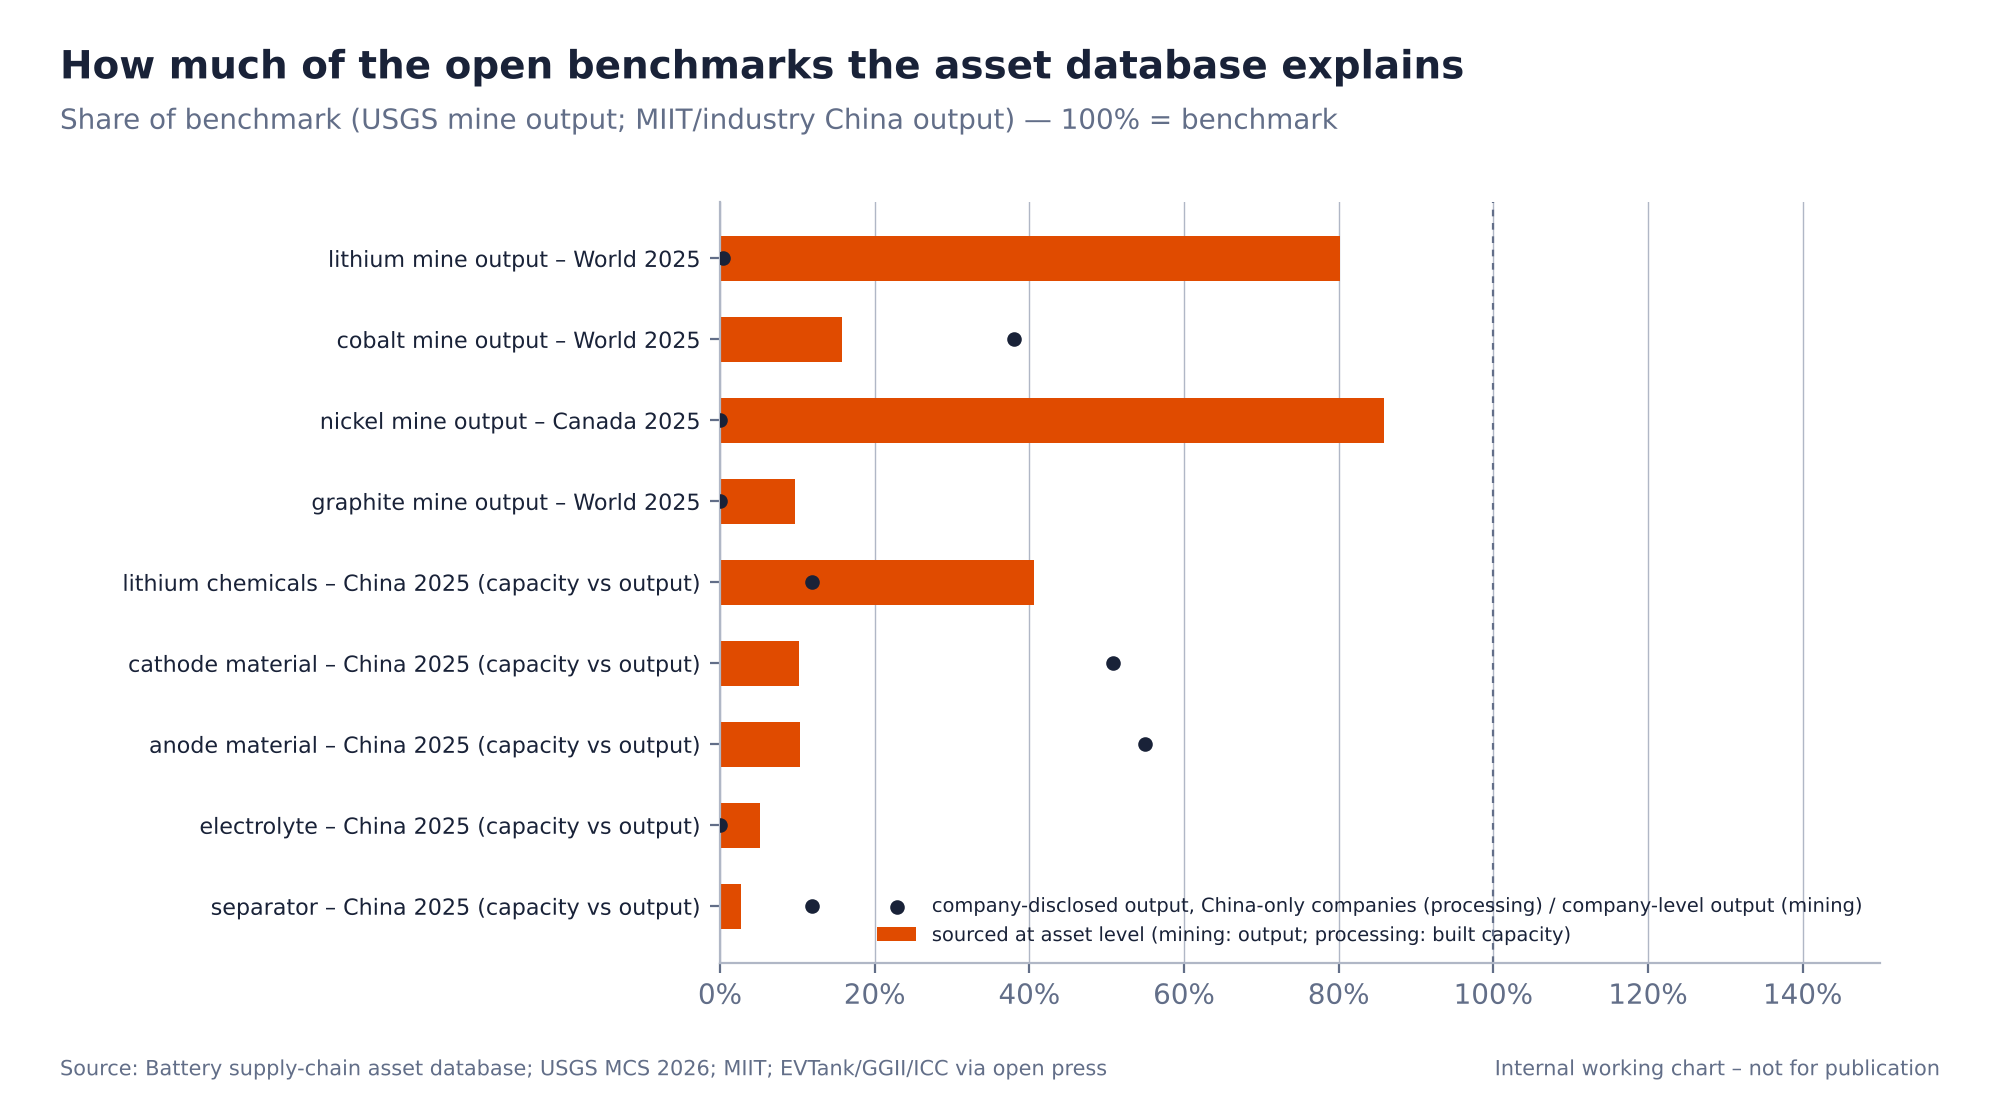 How much of the open benchmarks the asset database explains
Share of benchmark (USGS mine output; MIIT/industry China output) — 100% = benchmark
lithium mine output – World 2025
cobalt mine output – World 2025
nickel mine output – Canada 2025
graphite mine output – World 2025
lithium chemicals – China 2025 (capacity vs output)
cathode material – China 2025 (capacity vs output)
anode material – China 2025 (capacity vs output)
electrolyte – China 2025 (capacity vs output)
separator – China 2025 (capacity vs output)
company-disclosed output, China-only companies (processing) / company-level output (mining)
sourced at asset level (mining: output; processing: built capacity)
0% 20% 40% 60% 80% 100% 120% 140%
Source: Battery supply-chain asset database; USGS MCS 2026; MIIT; EVTank/GGII/ICC via open press
Internal working chart – not for publication